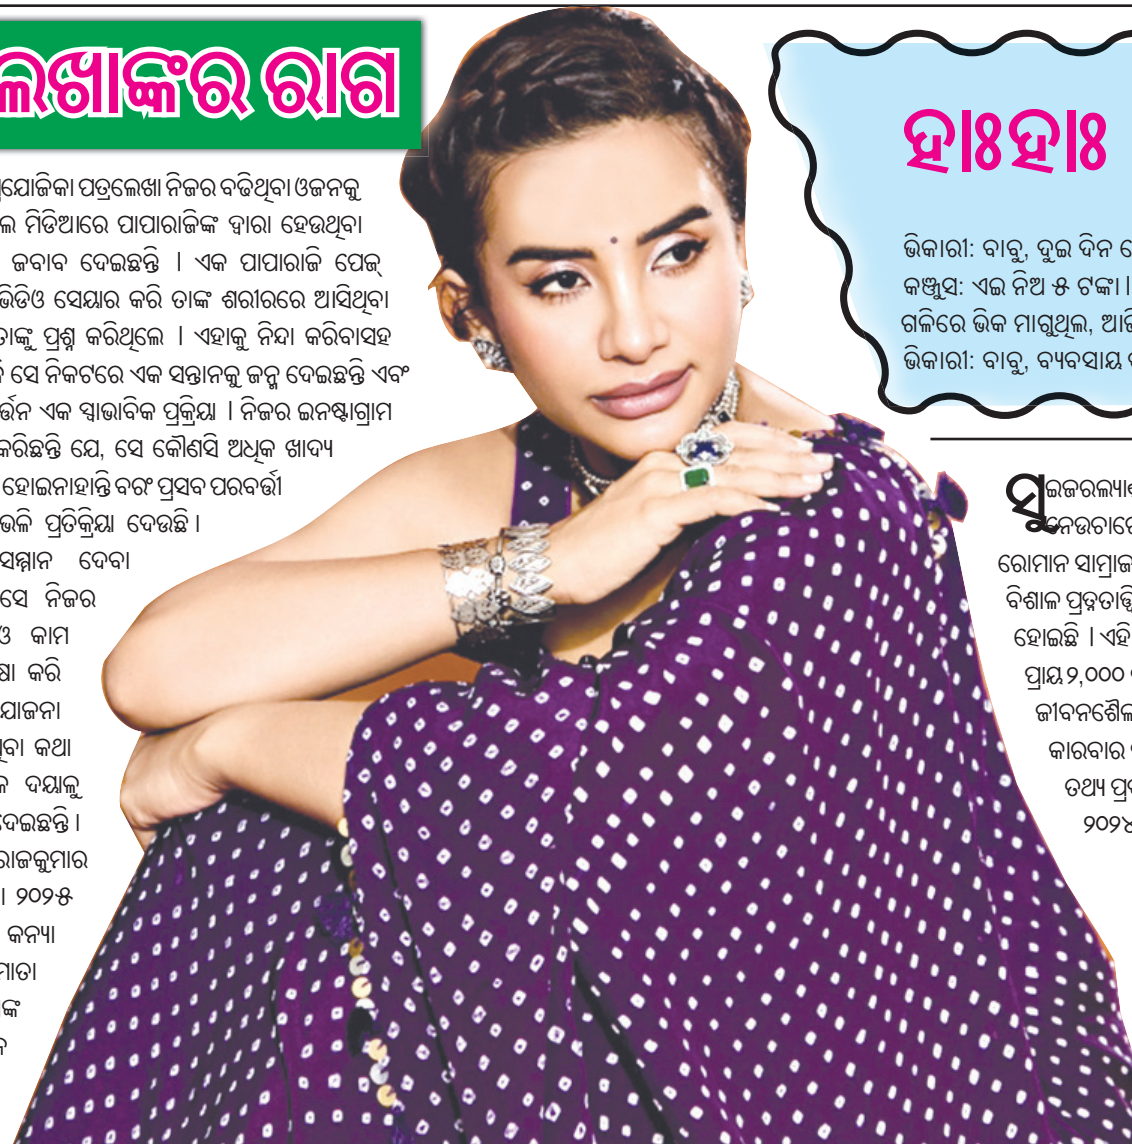 ଲେଖାଙ୍କର ରାଗ
ପତ୍ରଲେଖା ନିଜର ବଢିଥିବା ଓଜନକୁ
ମିଡିଆରେ ପାପାରାଜିଙ୍କ ଦ୍ୱାରା ହେଉଥିବା
ଜବାବ ଦେଇଛନ୍ତି । ଏକ ପାପାରାଜି ପେଜ୍
ଭିଡିଓ ସେୟାର କରି ତାଙ୍କ ଶରୀରରେ ଆସିଥିବା
ତାଙ୍କୁ ପ୍ରଶ୍ନ କରିଥିଲେ । ଏହାକୁ ନିନ୍ଦା କରିବାସହ
ସେ ନିକଟରେ ଏକ ସନ୍ତାନକୁ ଜନ୍ମ ଦେଇଛନ୍ତି ଏବଂ
ଏକ ସ୍ୱାଭାବିକ ପ୍ରକ୍ରିୟା । ନିଜର ଇନଷ୍ଟାଗ୍ରାମ
କରିଛନ୍ତି ଯେ, ସେ କୌଣସି ଅଧିକ ଖାଦ୍ୟ
ହୋଇନାହାନ୍ତି ବରଂ ପ୍ରସବ ପରବର୍ତ୍ତୀ
ଭଳି ପ୍ରତିକ୍ରିୟା ଦେଉଛି ।
ସମ୍ମାନ ଦେବା
ସେ ନିଜର
ଓ କାମ
କରି
ଯୋଜନା
କଥା
ଦୟାଳୁ
ଦେଇଛନ୍ତି ।
ରାଜକୁମାର
। ୨୦୨୫
କନ୍ୟା
ମାତା
ହାଃହାଃ
ଭିକାରୀ: ବାବୁ, ଦୁଇ ଦିନ
କଞ୍ଜୁସ: ଏଇ ନିଅ ୫ ଟଙ୍କା ।
ଗଳିରେ ଭିକ ମାଗୁଥିଲ,
ଭିକାରୀ: ବାବୁ, ବ୍ୟବସାୟ
ସୁଇଜରଲ୍ୟା
ନେଉଚାଟେ
ରୋମାନ ସାମ୍ରାଜ
ବିଶାଳ ପ୍ରତ୍ନତାତ୍ତ୍ୱି
ହୋଇଛି । ଏହି
ପ୍ରାୟ ୨,୦୦୦
ଜୀବନଶୈଳ
କାରବାର
ତଥ୍ୟ
୨୦୨୪